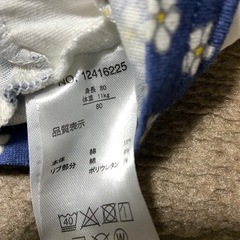 NO. 12416225
身長 80
体重 11kg
80
品質表示
本体 綿
リブ部分 綿
ポリウレタン
40